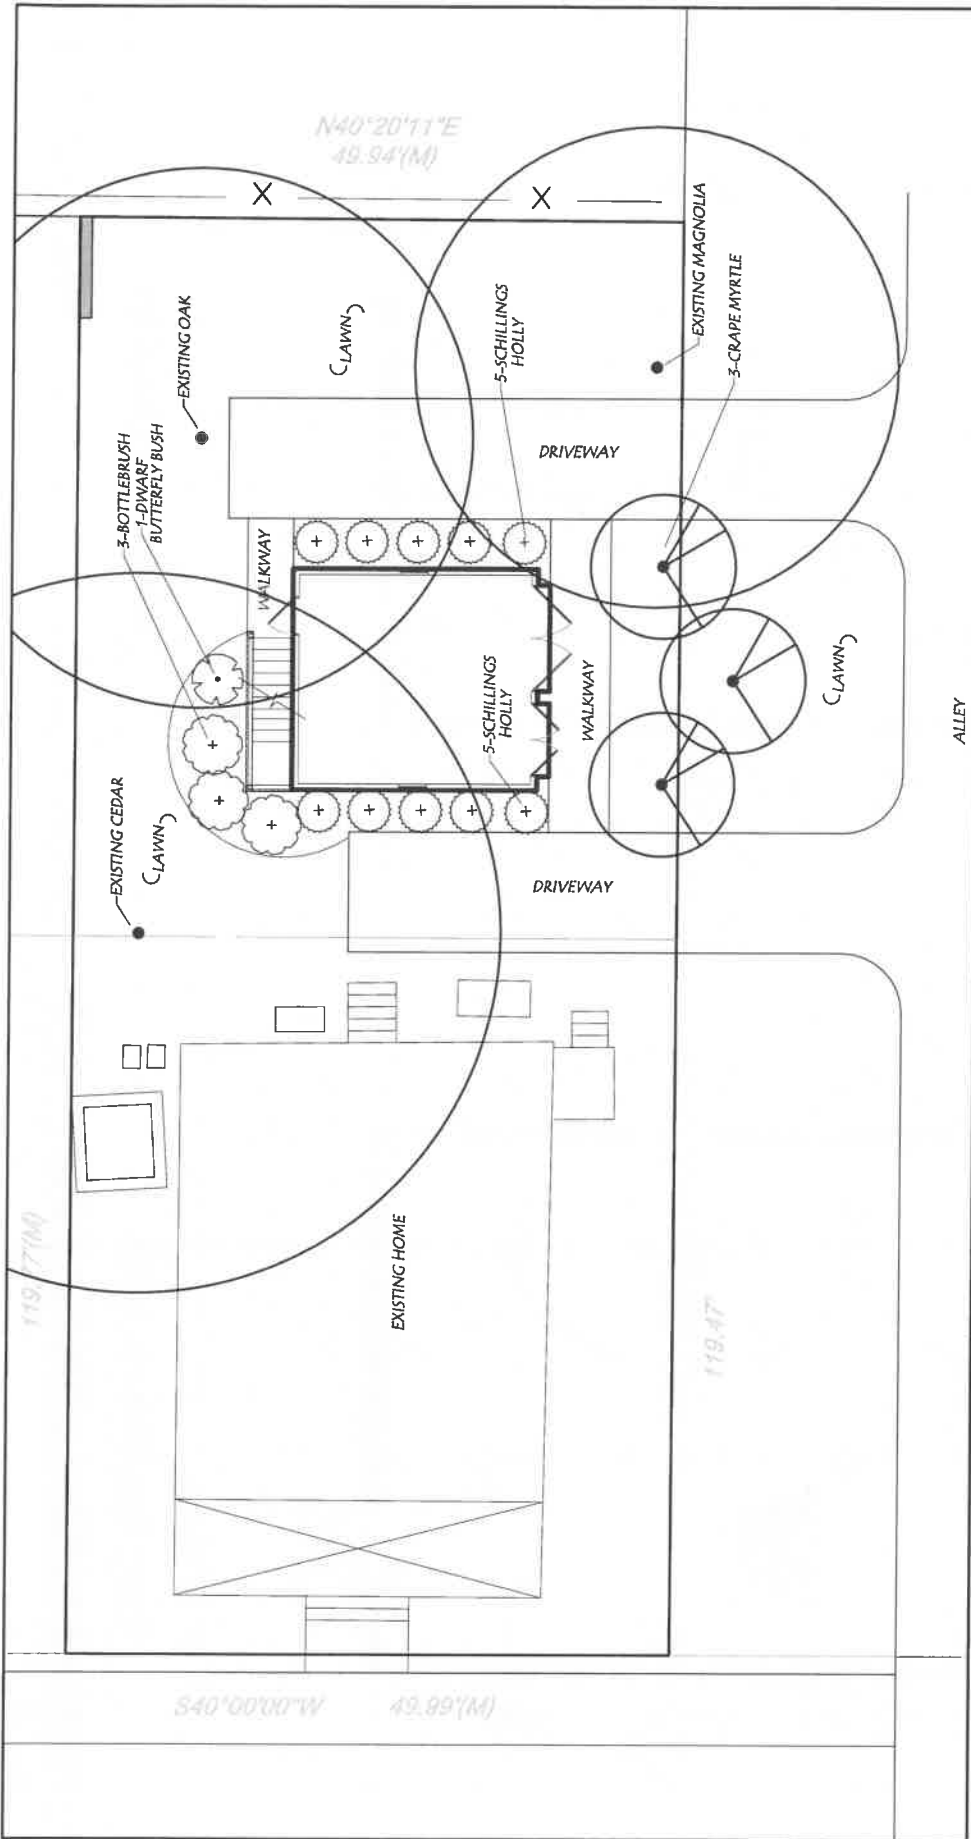 N40°20'11"E
49.94'(M)
EXISTING MAGNOLIA
3-CRAPE MYRTLE
5-SCHILLINGS
HOLLY
LAWN
EXISTING OAK
3-BOTTLEBRUSH
1-DWARF
BUTTERFLY BUSH
DRIVEWAY
WALKWAY
5-SCHILLINGS
HOLLY
WALKWAY
LAWN
ALLEY
EXISTING CEDAR
LAWN
DRIVEWAY
EXISTING HOME
119.77'(M)
119.47'
S40°00'00"W 49.99'(M)